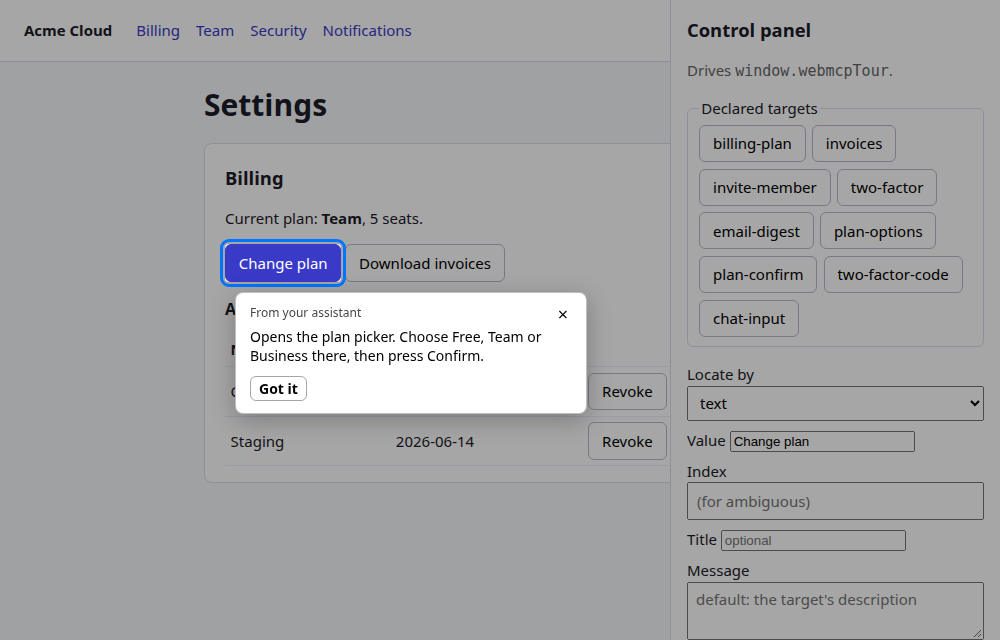 Acme Cloud Billing Team Security Notifications
Settings
Billing
Current plan: Team, 5 seats.
Change plan Download invoices
From your assistant ×
Opens the plan picker. Choose Free, Team or
Business there, then press Confirm.
Got it
Revoke
Staging 2026-06-14 Revoke
Control panel
Drives window.webmcpTour.
Declared targets
billing-plan invoices
invite-member two-factor
email-digest plan-options
plan-confirm two-factor-code
chat-input
Locate by
text
Value Change plan
Index
(for ambiguous)
Title optional
Message
default: the target's description